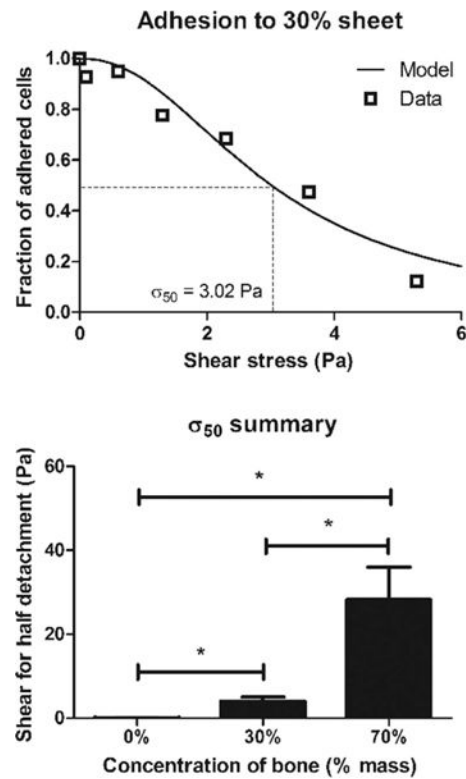 Adhesion to 30% sheet
Fraction of adhered cells
1.0
0.8
0.6
0.4
0.2
0.0
Model
Data
σ50 = 3.02 Pa
0 2 4 6
Shear stress (Pa)
σ50 summary
Shear for half detachment (Pa)
60
40
20
0
*
*
*
0% 30% 70%
Concentration of bone (% mass)